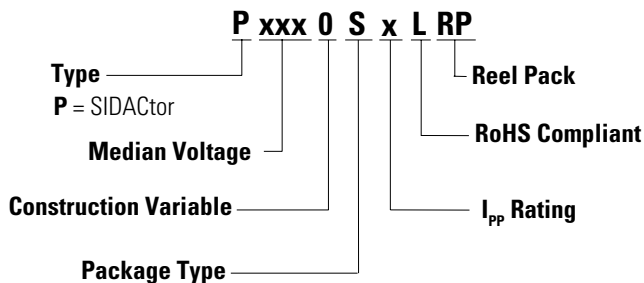 P xxx 0 S x L RP
Type
P = SIDACtor
Median Voltage
Construction Variable
Package Type
Reel Pack
RoHS Compliant
IPP Rating